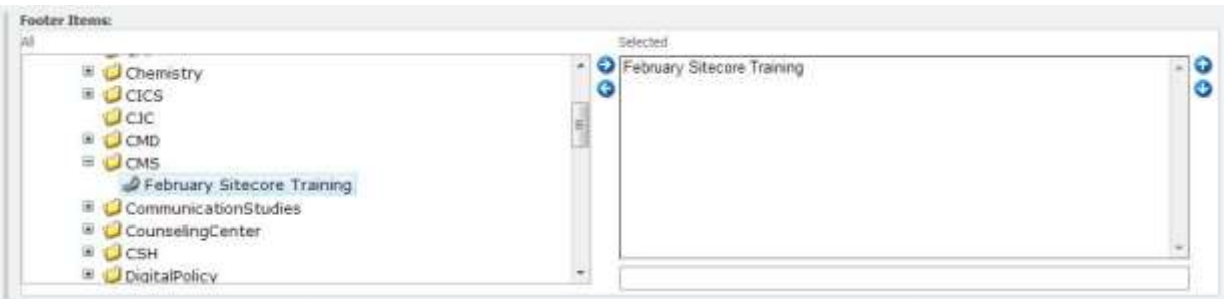 Footer Items:
All
Selected
Chemistry
CICS
CJC
CMD
CMS
February Sitecore Training
CommunicationStudies
CounselingCenter
CSH
DigitalPolicy
February Sitecore Training